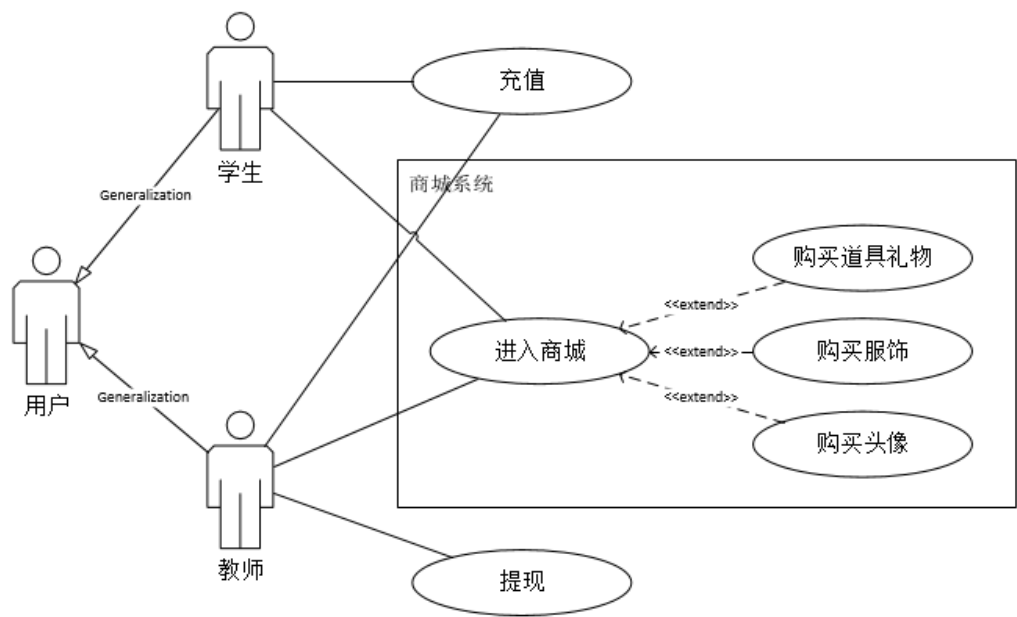 充值
学生
商城系统
Generalization
购买道具礼物
<<extend>>
进入商城
<<extend>>
购买服饰
用户
Generalization
<<extend>>
购买头像
教师
提现